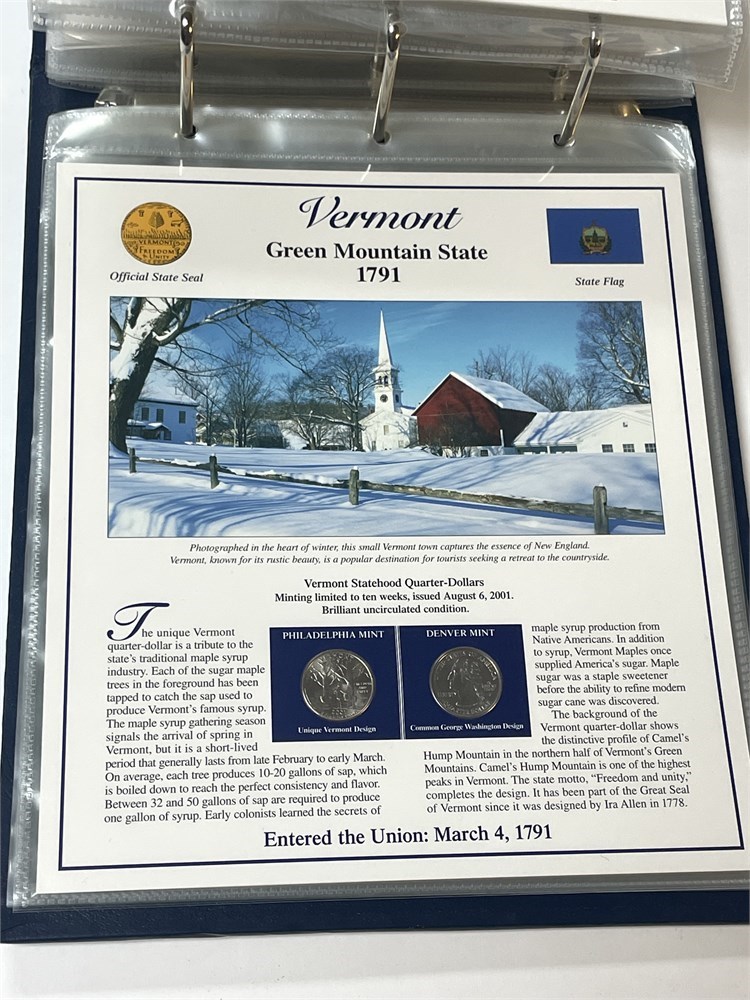 Vermont
Green Mountain State
1791
VERMONT
FREEDOM
& UNITY
Official State Seal
State Flag
Photographed in the heart of winter, this small Vermont town captures the essence of New England.
Vermont, known for its rustic beauty, is a popular destination for tourists seeking a retreat to the countryside.
Vermont Statehood Quarter-Dollars
Minting limited to ten weeks, issued August 6, 2001.
Brilliant uncirculated condition.
The unique Vermont
quarter-dollar is a tribute to the
state's traditional maple syrup
industry. Each of the sugar maple
trees in the foreground has been
tapped to catch the sap used to
produce Vermont's famous syrup.
The maple syrup gathering season
signals the arrival of spring in
Vermont, but it is a short-lived
period that generally lasts from late February to early March.
On average, each tree produces 10-20 gallons of sap, which
is boiled down to reach the perfect consistency and flavor.
Between 32 and 50 gallons of sap are required to produce
one gallon of syrup. Early colonists learned the secrets of
PHILADELPHIA MINT
Unique Vermont Design
DENVER MINT
Common George Washington Design
maple syrup production from
Native Americans. In addition
to syrup, Vermont Maples once
supplied America's sugar. Maple
sugar was a staple sweetener
before the ability to refine modern
sugar cane was discovered.
The background of the
Vermont quarter-dollar shows
the distinctive profile of Camel's
Hump Mountain in the northern half of Vermont's Green
Mountains. Camel's Hump Mountain is one of the highest
peaks in Vermont. The state motto, "Freedom and unity,"
completes the design. It has been part of the Great Seal
of Vermont since it was designed by Ira Allen in 1778.
Entered the Union: March 4, 1791